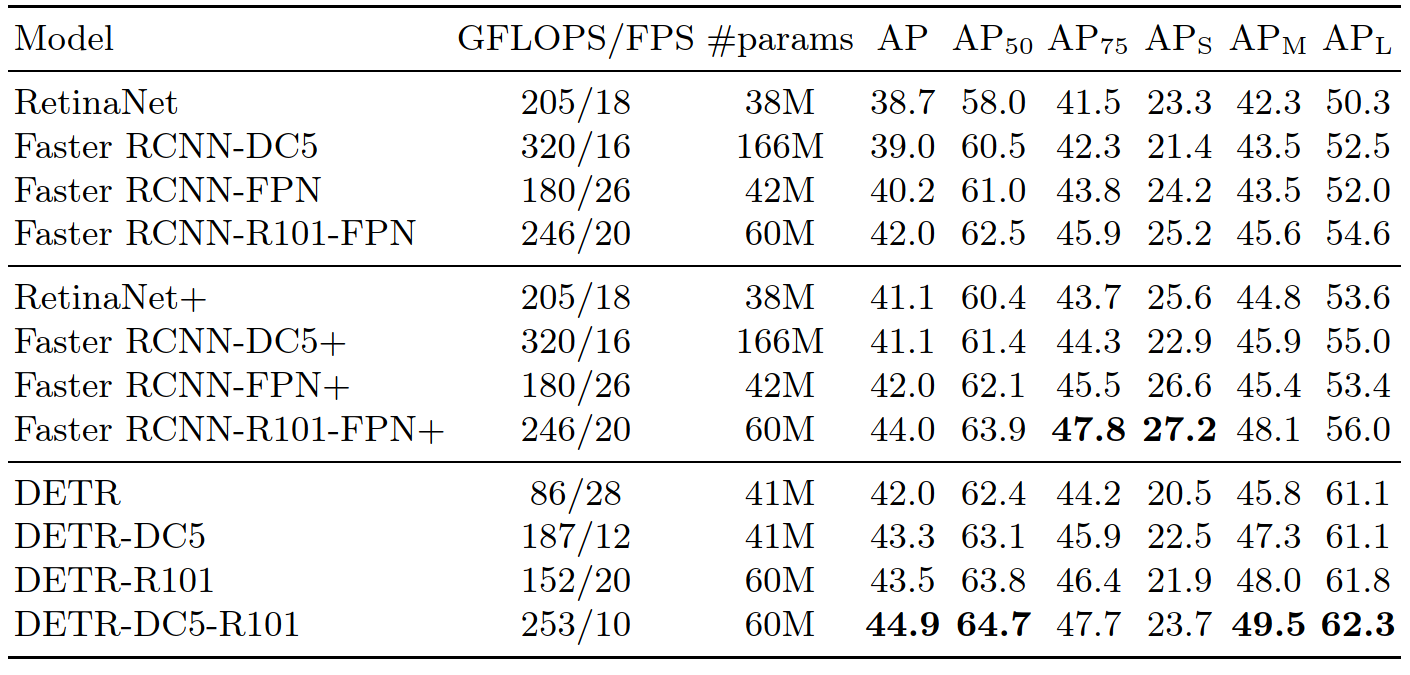 Model GFLOPS/FPS #params AP AP50 AP75 APS APM APL
RetinaNet 205/18 38M 38.7 58.0 41.5 23.3 42.3 50.3
Faster RCNN-DC5 320/16 166M 39.0 60.5 42.3 21.4 43.5 52.5
Faster RCNN-FPN 180/26 42M 40.2 61.0 43.8 24.2 43.5 52.0
Faster RCNN-R101-FPN 246/20 60M 42.0 62.5 45.9 25.2 45.6 54.6
RetinaNet+ 205/18 38M 41.1 60.4 43.7 25.6 44.8 53.6
Faster RCNN-DC5+ 320/16 166M 41.1 61.4 44.3 22.9 45.9 55.0
Faster RCNN-FPN+ 180/26 42M 42.0 62.1 45.5 26.6 45.4 53.4
Faster RCNN-R101-FPN+ 246/20 60M 44.0 63.9 47.8 27.2 48.1 56.0
DETR 86/28 41M 42.0 62.4 44.2 20.5 45.8 61.1
DETR-DC5 187/12 41M 43.3 63.1 45.9 22.5 47.3 61.1
DETR-R101 152/20 60M 43.5 63.8 46.4 21.9 48.0 61.8
DETR-DC5-R101 253/10 60M 44.9 64.7 47.7 23.7 49.5 62.3